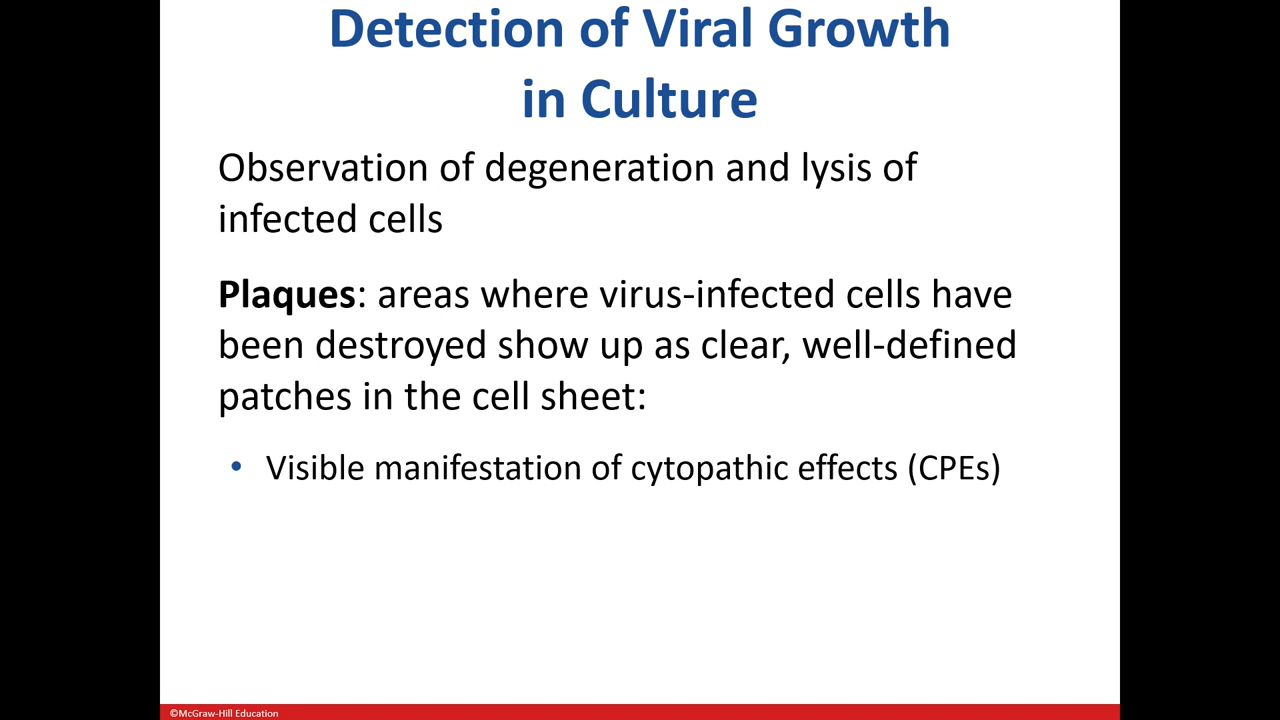 Detection of Viral Growth
in Culture
Observation of degeneration and lysis of
infected cells
Plaques: areas where virus-infected cells have
been destroyed show up as clear, well-defined
patches in the cell sheet:
• Visible manifestation of cytopathic effects (CPEs)
©McGraw-Hill Education